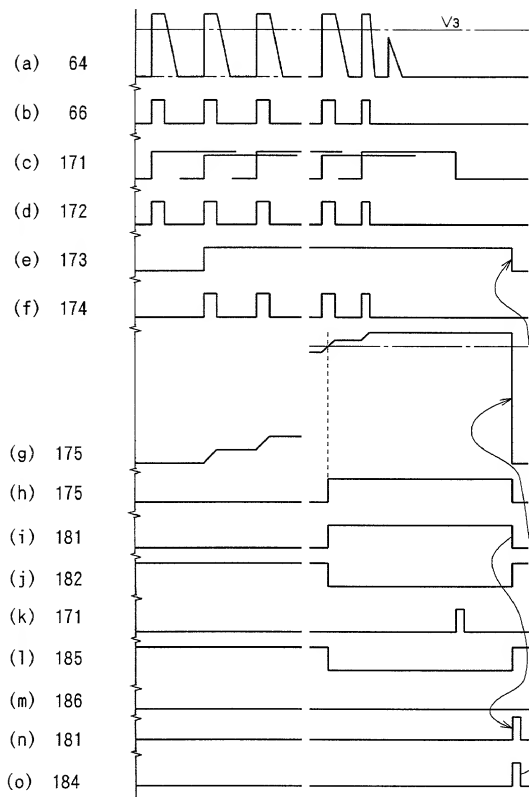 V3
(a) 64
(b) 66
(c) 171
(d) 172
(e) 173
(f) 174
(g) 175
(h) 175
(i) 181
(j) 182
(k) 171
(l) 185
(m) 186
(n) 181
(o) 184